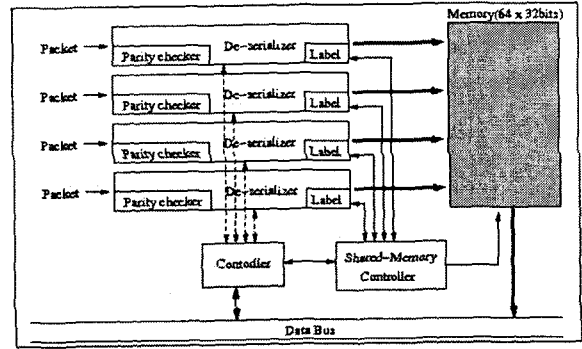 Memory(64 x 32bits)
Packet
De-serializer
Parity checker
Label
Packet
De-serializer
Parity checker
Label
Packet
De-serializer
Parity checker
Label
Packet
De-serializer
Parity checker
Label
Controller
Shared-Memory
Controller
Data Bus